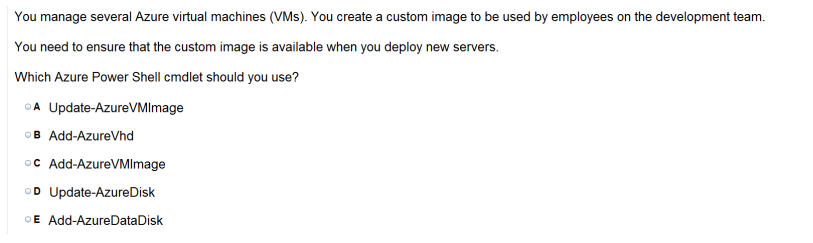 You manage several Azure virtual machines (VMs). You create a custom image to be used by employees on the development team.
You need to ensure that the custom image is available when you deploy new servers.
Which Azure Power Shell cmdlet should you use?
A Update-AzureVMImage
B Add-AzureVhd
C Add-AzureVMImage
D Update-AzureDisk
E Add-AzureDataDisk